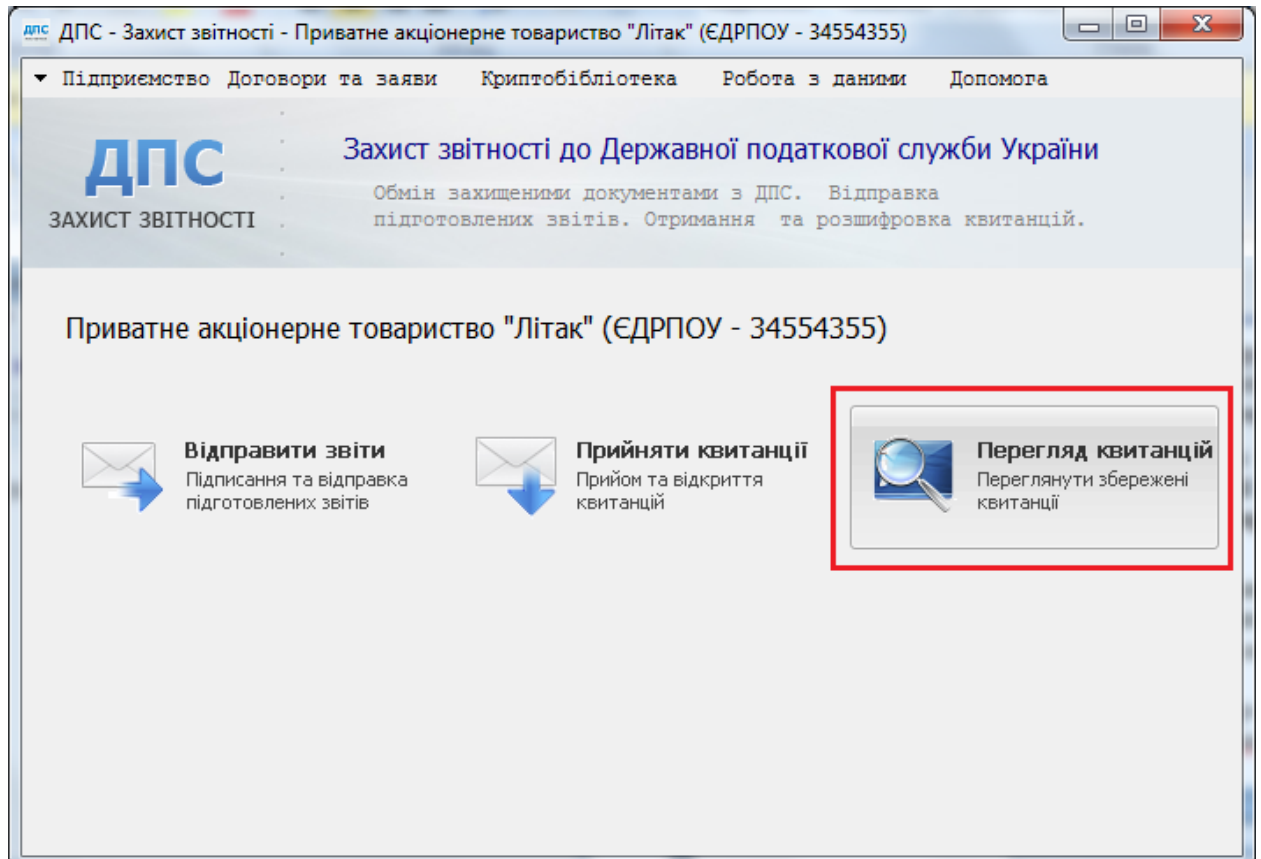 ДПС ДПС - Захист звітності - Приватне акціонерне товариство "Літак" (ЄДРПОУ - 34554355)
Підприємство Договори та заяви Криптобібліотека Робота з даними Допомога
ДПС
ЗАХИСТ ЗВІТНОСТІ
Захист звітності до Державної податкової служби України
Обмін захищеними документами з ДПС. Відправка
підготовлених звітів. Отримання та розшифровка квитанцій.
Приватне акціонерне товариство "Літак" (ЄДРПОУ - 34554355)
Відправити звіти
Підписання та відправка
підготовлених звітів
Прийняти квитанції
Прийом та відкриття
квитанцій
Перегляд квитанцій
Переглянути збережені
квитанції